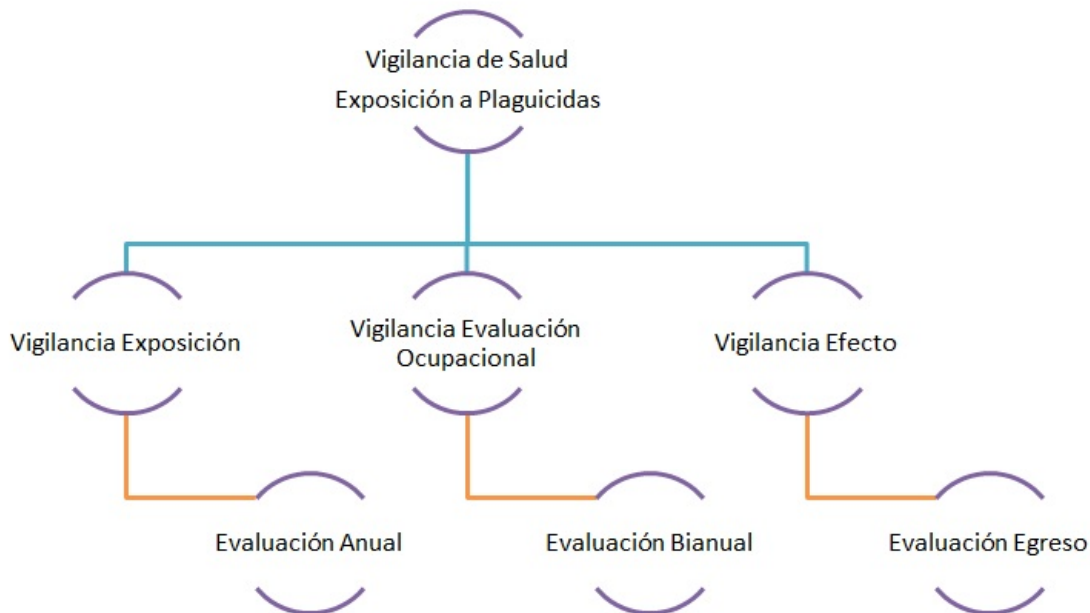 Vigilancia de Salud
Exposición a Plaguicidas
Vigilancia Exposición
Vigilancia Evaluación
Ocupacional
Vigilancia Efecto
Evaluación Anual
Evaluación Bianual
Evaluación Egreso